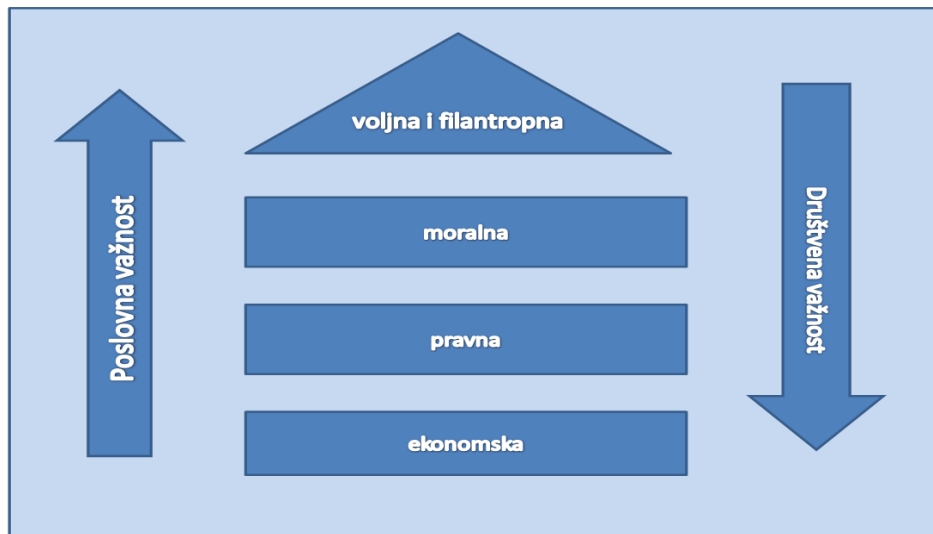 voljna i filantropna
Poslovna važnost
moralna
pravna
ekonomska
Društvena važnost